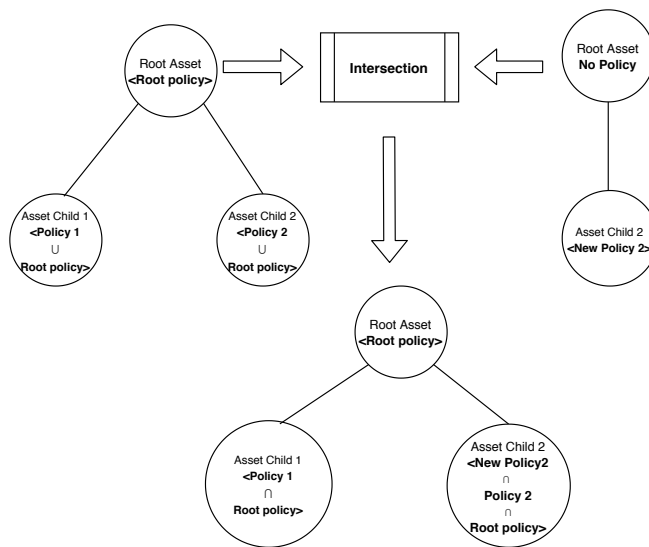 Root Asset
<Root policy>
Intersection
Root Asset
No Policy
Asset Child 1
<Policy 1
∪
Root policy>
Asset Child 2
<Policy 2
∪
Root policy>
Asset Child 2
<New Policy 2>
Root Asset
<Root policy>
Asset Child 1
<Policy 1
∩
Root policy>
Asset Child 2
<New Policy2
∩
Policy 2
∩
Root policy>